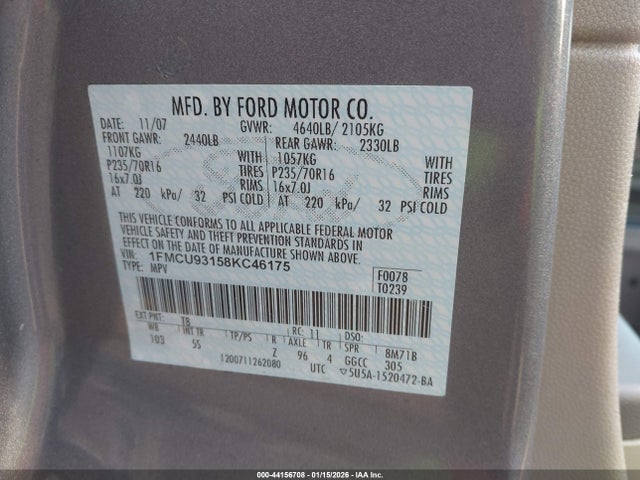 MFD. BY FORD MOTOR CO.
DATE: 11/07 GVWR: 4640LB/ 2105KG
FRONT GAWR: 2440LB REAR GAWR: 2330LB
1107KG WITH 1057KG WITH
P235/70R16 TIRES P235/70R16 TIRES
16x7.0J RIMS 16x7.0J RIMS
AT 220 kPa/ 32 PSI COLD AT 220 kPa/ 32 PSI COLD
THIS VEHICLE CONFORMS TO ALL APPLICABLE FEDERAL MOTOR
VEHICLE SAFETY AND THEFT PREVENTION STANDARDS IN
EFFECT ON THE DATE OF MANUFACTURE SHOWN ABOVE.
VIN: 1FMCU93158KC46175
TYPE: MPV
F0078
T0239
EXT PNT: T8 RC: 11 DSO:
WB INT TR TP/PS R AXLE TR SPR 8M71B
103 5S Z 96 4 GGCC 305
1200711262080 UTC ▽5U5A-1520472-BA
000-44156708 - 01/15/2026 - IAA Inc.